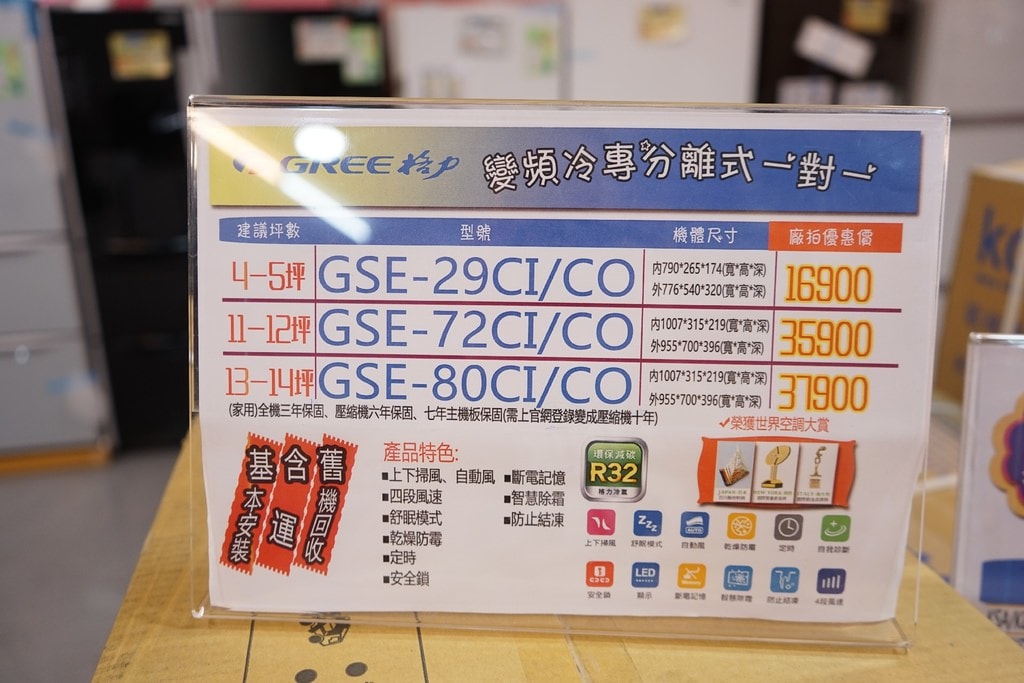 GREE 格力 變頻冷專分離式一對一
建議坪數 型號 機體尺寸 廠拍優惠價
4-5坪 GSE-29CI/CO 內790*265*174(寬*高*深) 外776*540*320(寬*高*深) 16900
11-12坪 GSE-72CI/CO 內1007*315*219(寬*高*深) 外955*700*396(寬*高*深) 35900
13-14坪 GSE-80CI/CO 內1007*315*219(寬*高*深) 外955*700*396(寬*高*深) 37900
(家用)全機三年保固、壓縮機六年保固、七年主機板保固(需上官網登錄變成壓縮機十年)
✓榮獲世界空調大賞
舊機回收
含運
基本安裝
產品特色:
■上下掃風、自動風 ■斷電記憶
■四段風速 ■智慧除霜
■舒眠模式 ■防止結凍
■乾燥防霉
■定時
■安全鎖
環保減碳
R32
格力冷氣
上下掃風 舒眠模式 自動風 乾燥防霉 定時 自我診斷
安全鎖 LED 顯示 斷電記憶 智慧除霜 防止結凍 4段風速